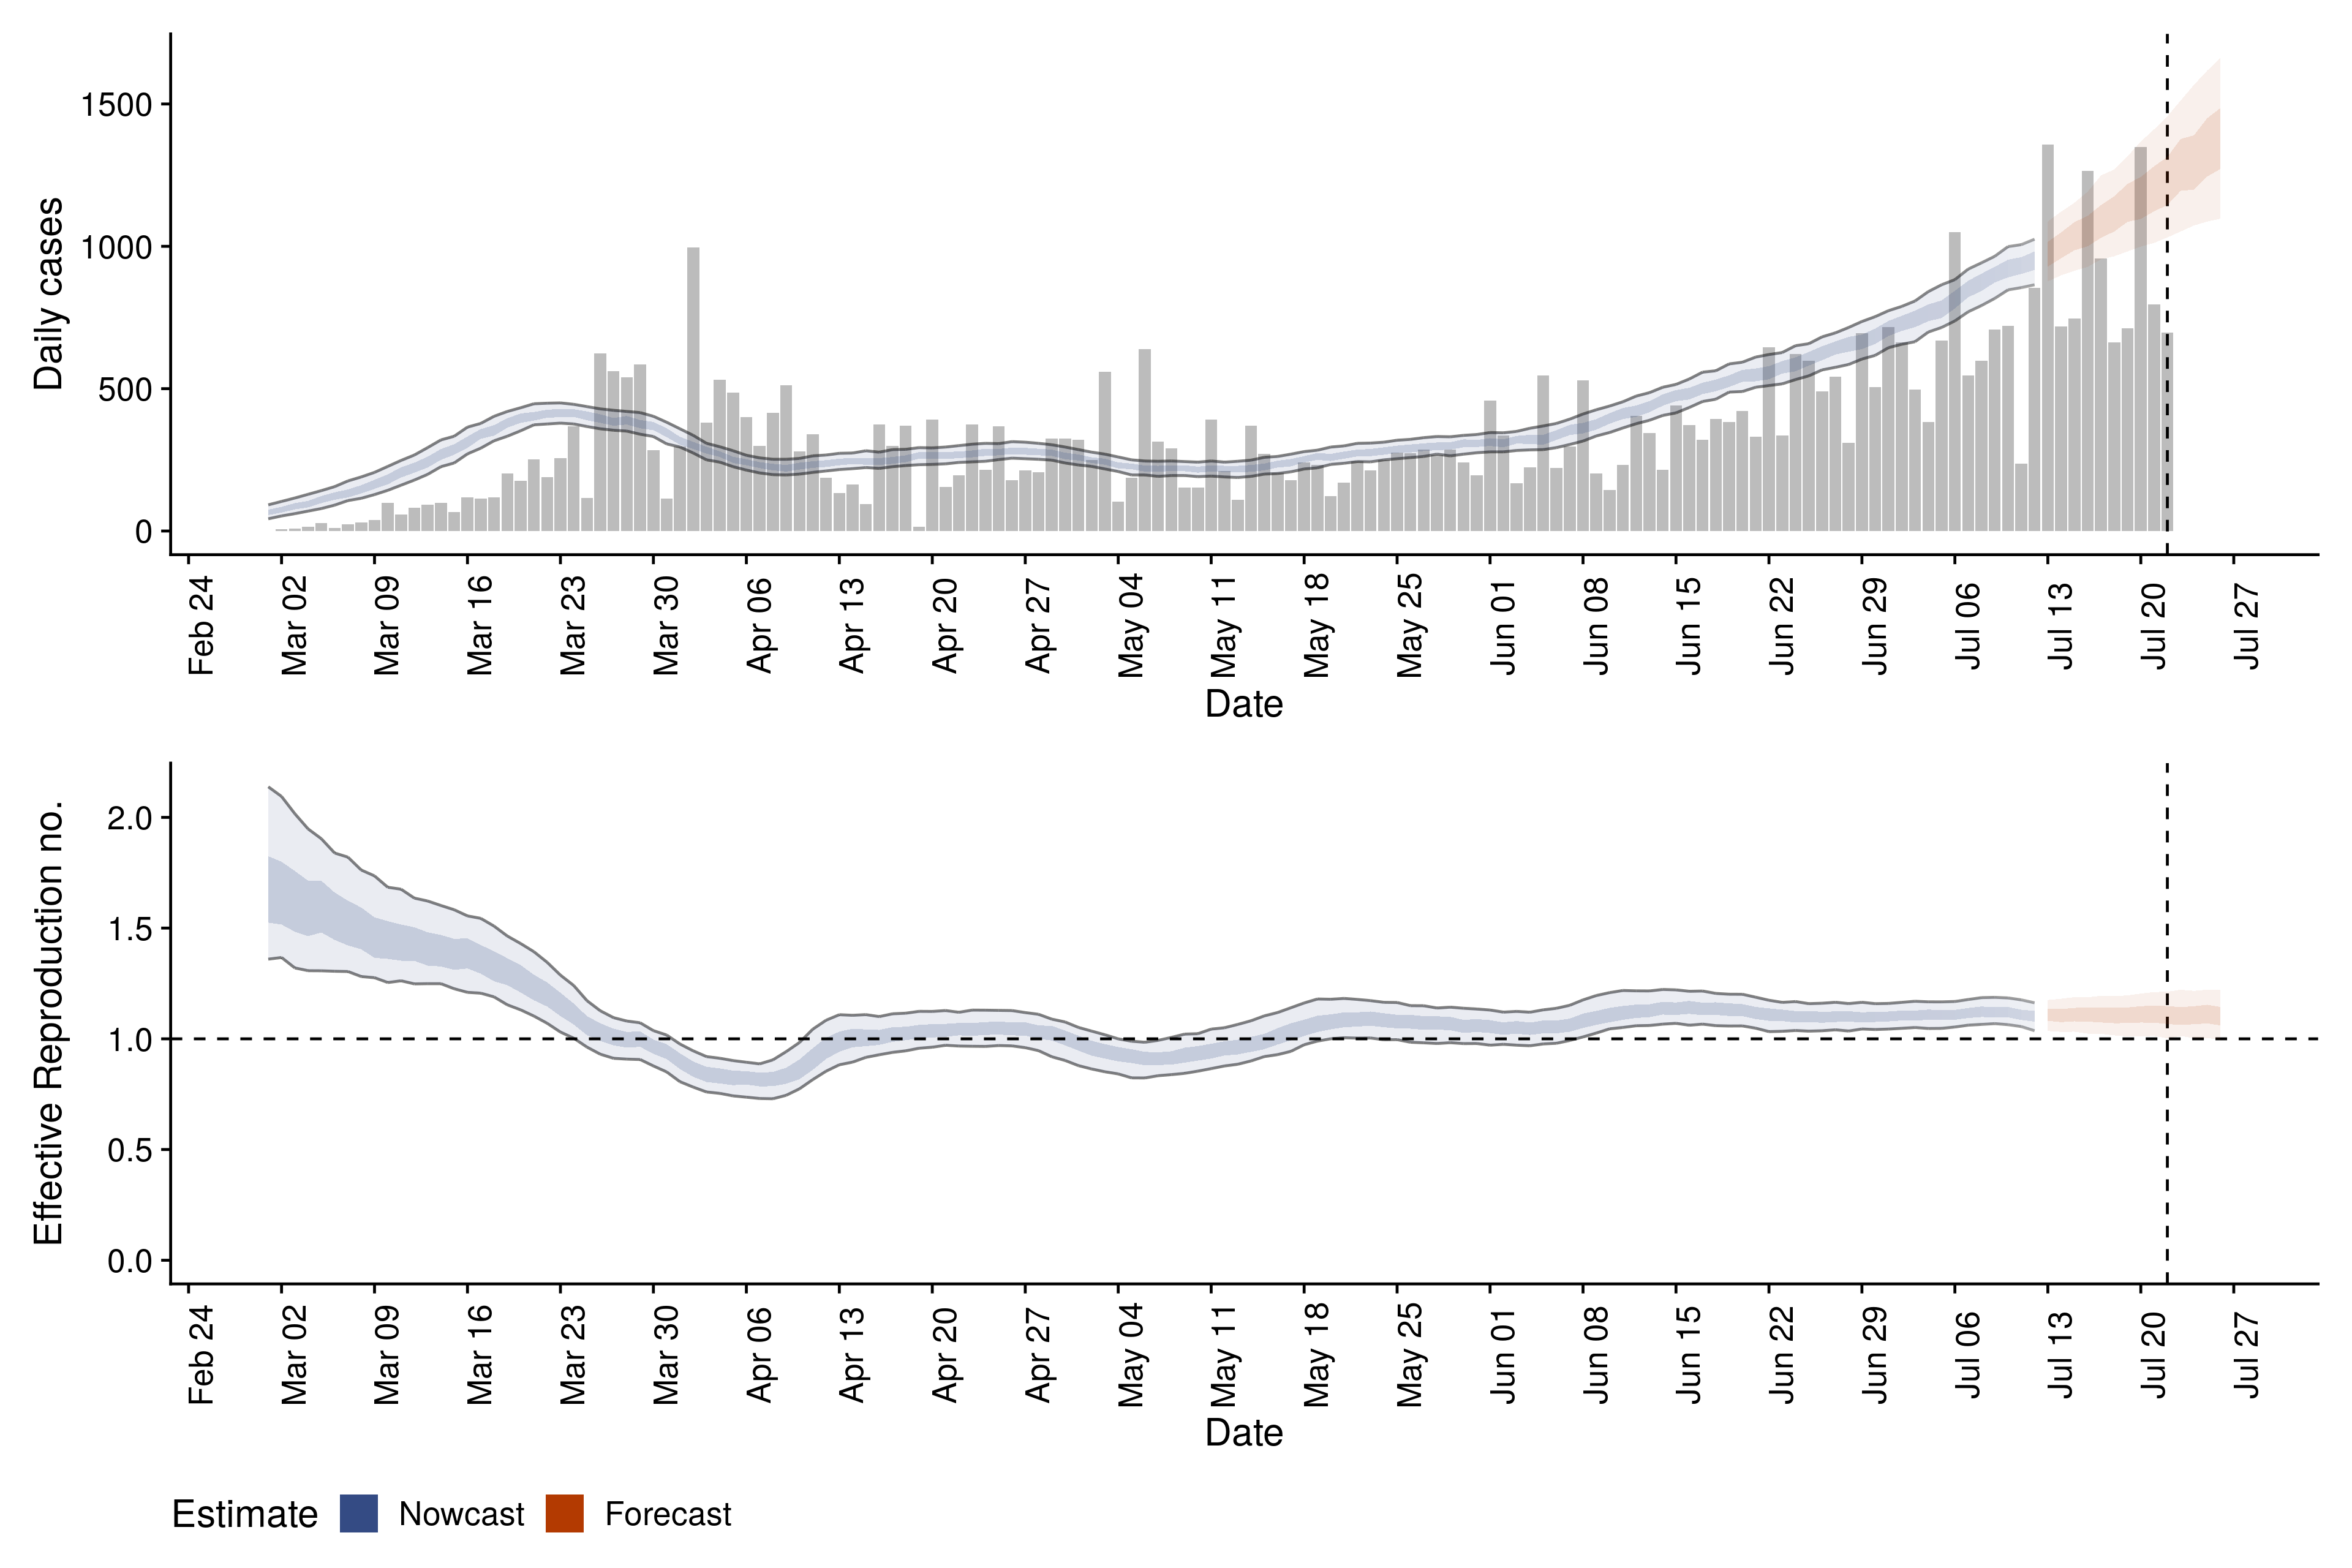 Daily cases
1500
1000
500
0
Feb 24
Mar 02
Mar 09
Mar 16
Mar 23
Mar 30
Apr 06
Apr 13
Apr 20
Apr 27
May 04
May 11
May 18
May 25
Jun 01
Jun 08
Jun 15
Jun 22
Jun 29
Jul 06
Jul 13
Jul 20
Jul 27
Date
Effective Reproduction no.
2.0
1.5
1.0
0.5
0.0
Feb 24
Mar 02
Mar 09
Mar 16
Mar 23
Mar 30
Apr 06
Apr 13
Apr 20
Apr 27
May 04
May 11
May 18
May 25
Jun 01
Jun 08
Jun 15
Jun 22
Jun 29
Jul 06
Jul 13
Jul 20
Jul 27
Date
Estimate Nowcast Forecast